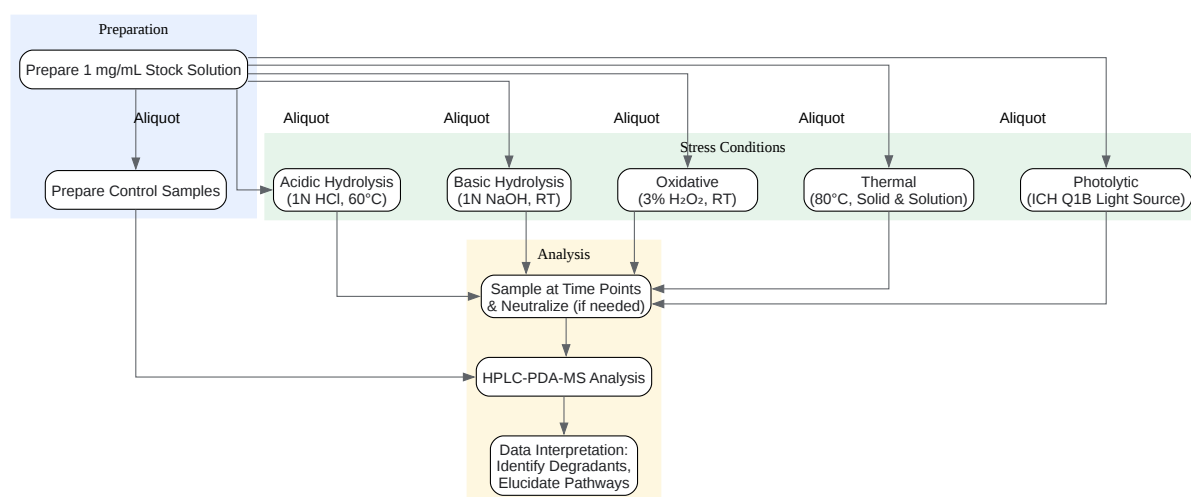 Preparation
Prepare 1 mg/mL Stock Solution
Aliquot
Aliquot
Aliquot
Aliquot
Aliquot
Aliquot
Stress Conditions
Prepare Control Samples
Acidic Hydrolysis
(1N HCl, 60°C)
Basic Hydrolysis
(1N NaOH, RT)
Oxidative
(3% H₂O₂, RT)
Thermal
(80°C, Solid & Solution)
Photolytic
(ICH Q1B Light Source)
Analysis
Sample at Time Points
& Neutralize (if needed)
HPLC-PDA-MS Analysis
Data Interpretation:
Identify Degradants,
Elucidate Pathways